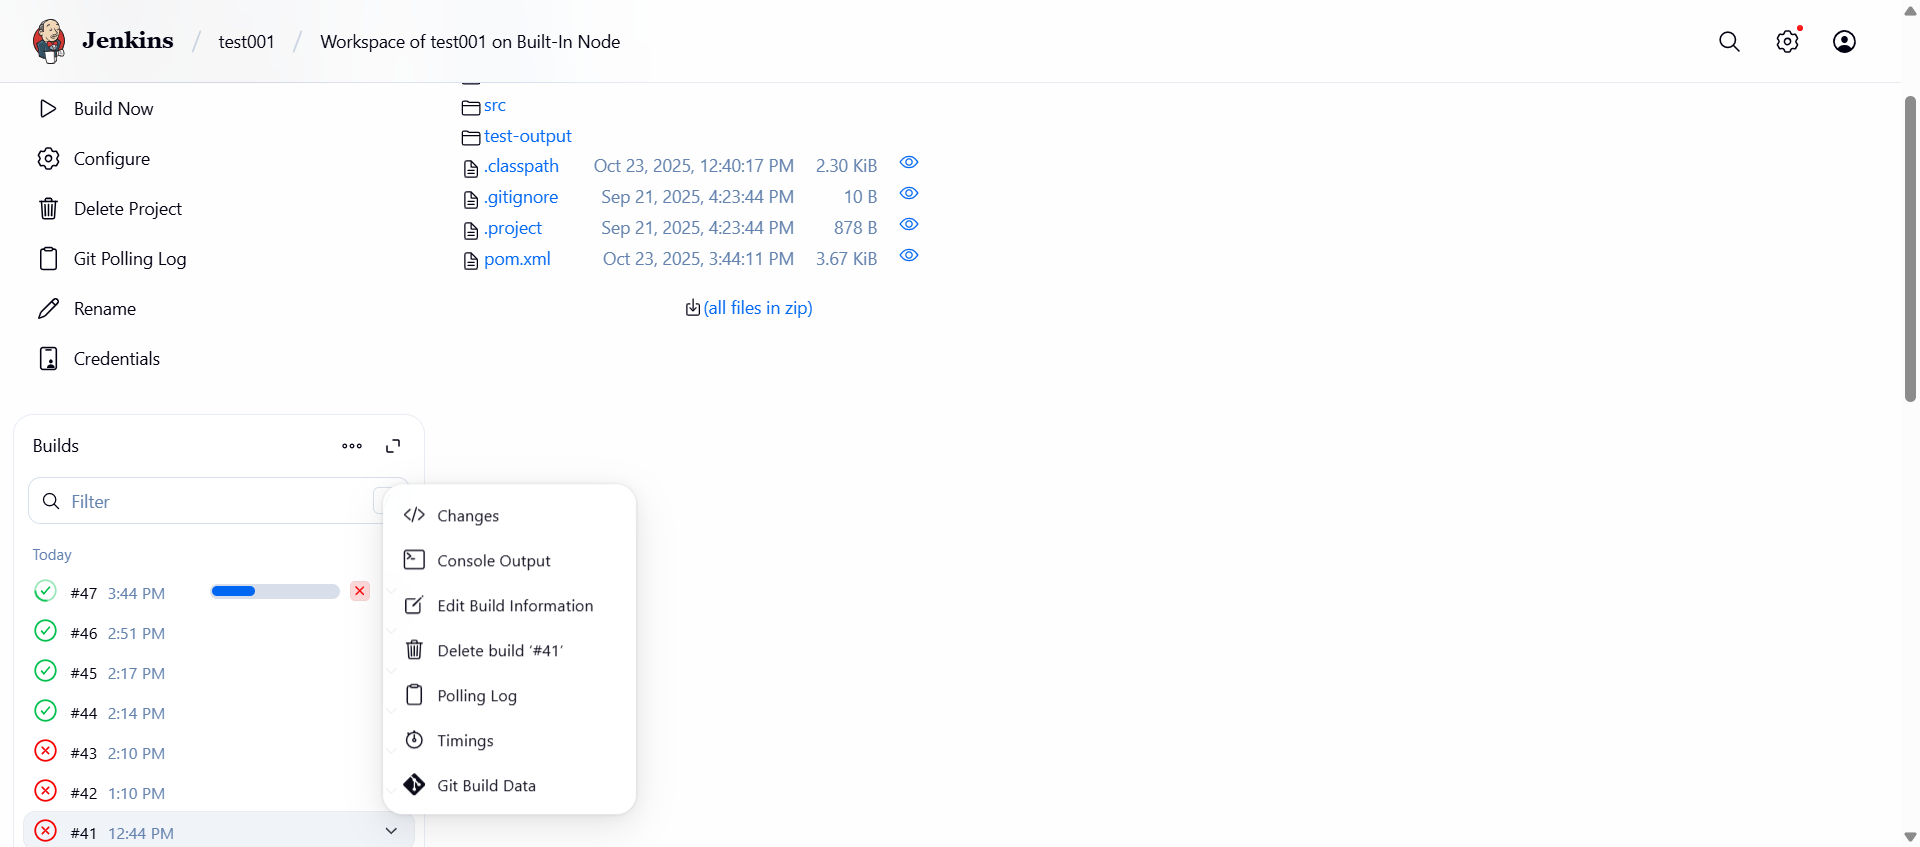 Jenkins / test001 / Workspace of test001 on Built-In Node
Build Now
Configure
Delete Project
Git Polling Log
Rename
Credentials
src
test-output
.classpath Oct 23, 2025, 12:40:17 PM 2.30 KiB
.gitignore Sep 21, 2025, 4:23:44 PM 10 B
.project Sep 21, 2025, 4:23:44 PM 878 B
pom.xml Oct 23, 2025, 3:44:11 PM 3.67 KiB
(all files in zip)
Builds
Filter
Today
#47 3:44 PM
#46 2:51 PM
#45 2:17 PM
#44 2:14 PM
#43 2:10 PM
#42 1:10 PM
#41 12:44 PM
Changes
Console Output
Edit Build Information
Delete build ‘#41’
Polling Log
Timings
Git Build Data